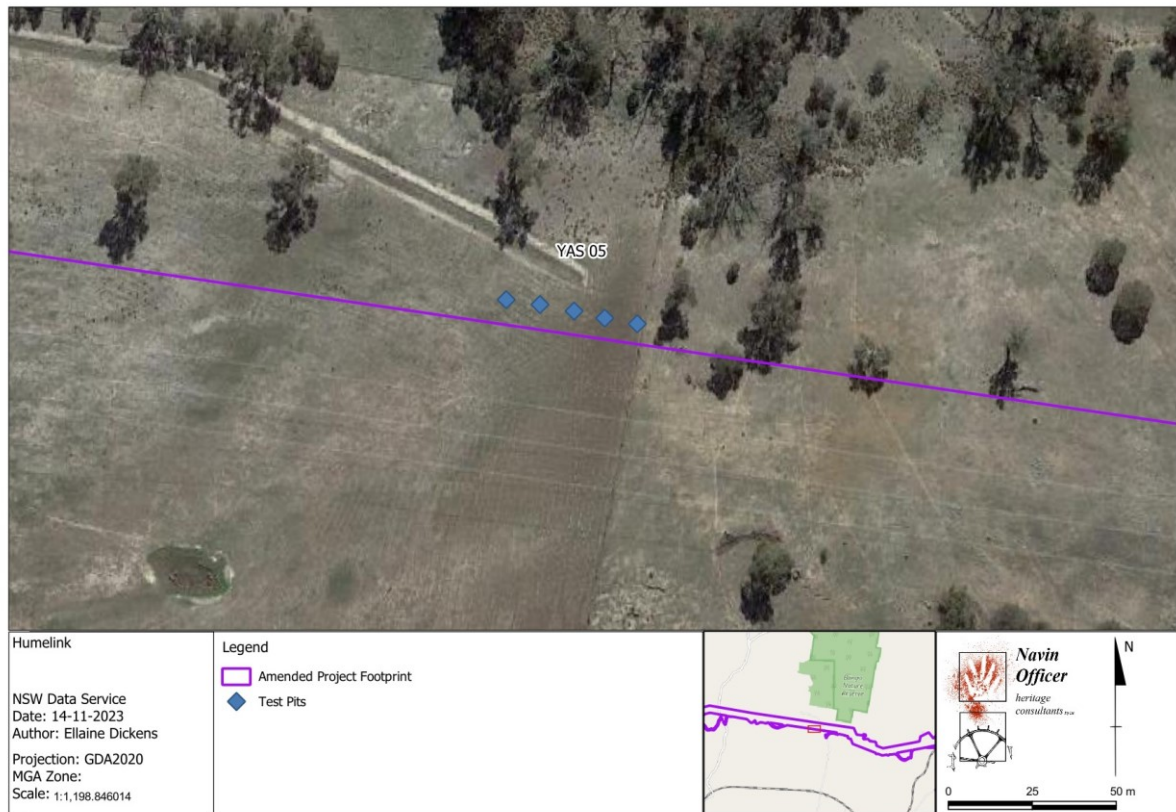 YAS 05
Humelink
NSW Data Service
Date: 14-11-2023
Author: Ellaine Dickens
Projection: GDA2020
MGA Zone:
Scale: 1:1,198.846014
Legend
Amended Project Footprint
Test Pits
Nature
Navin
Officer
heritage
consultants
N
0 25 50 m